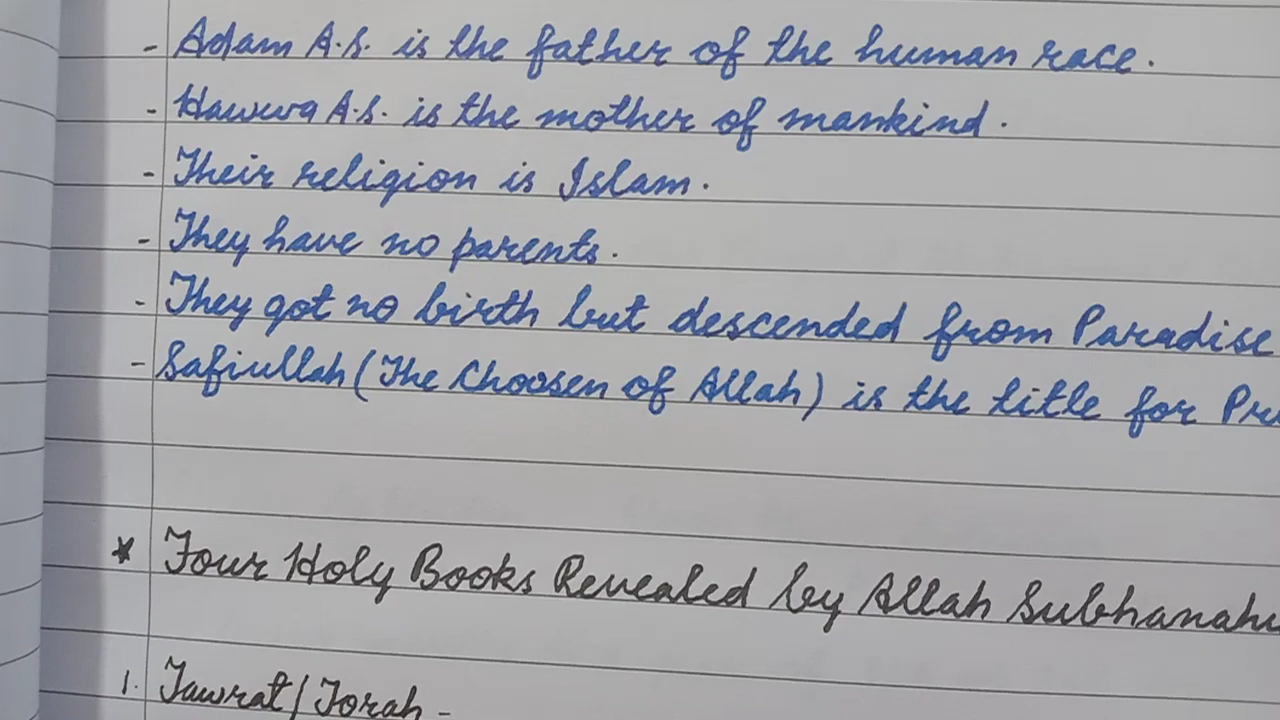 - Adam A.S. is the father of the human race.
- Hawwa A.S. is the mother of mankind.
- Their religion is Islam.
- They have no parents.
- They got no birth but descended from Paradise
- Safiullah (The Choosen of Allah) is the title for
* Four Holy Books Revealed by Allah Subhanahu
1. Tawrat/Torah -